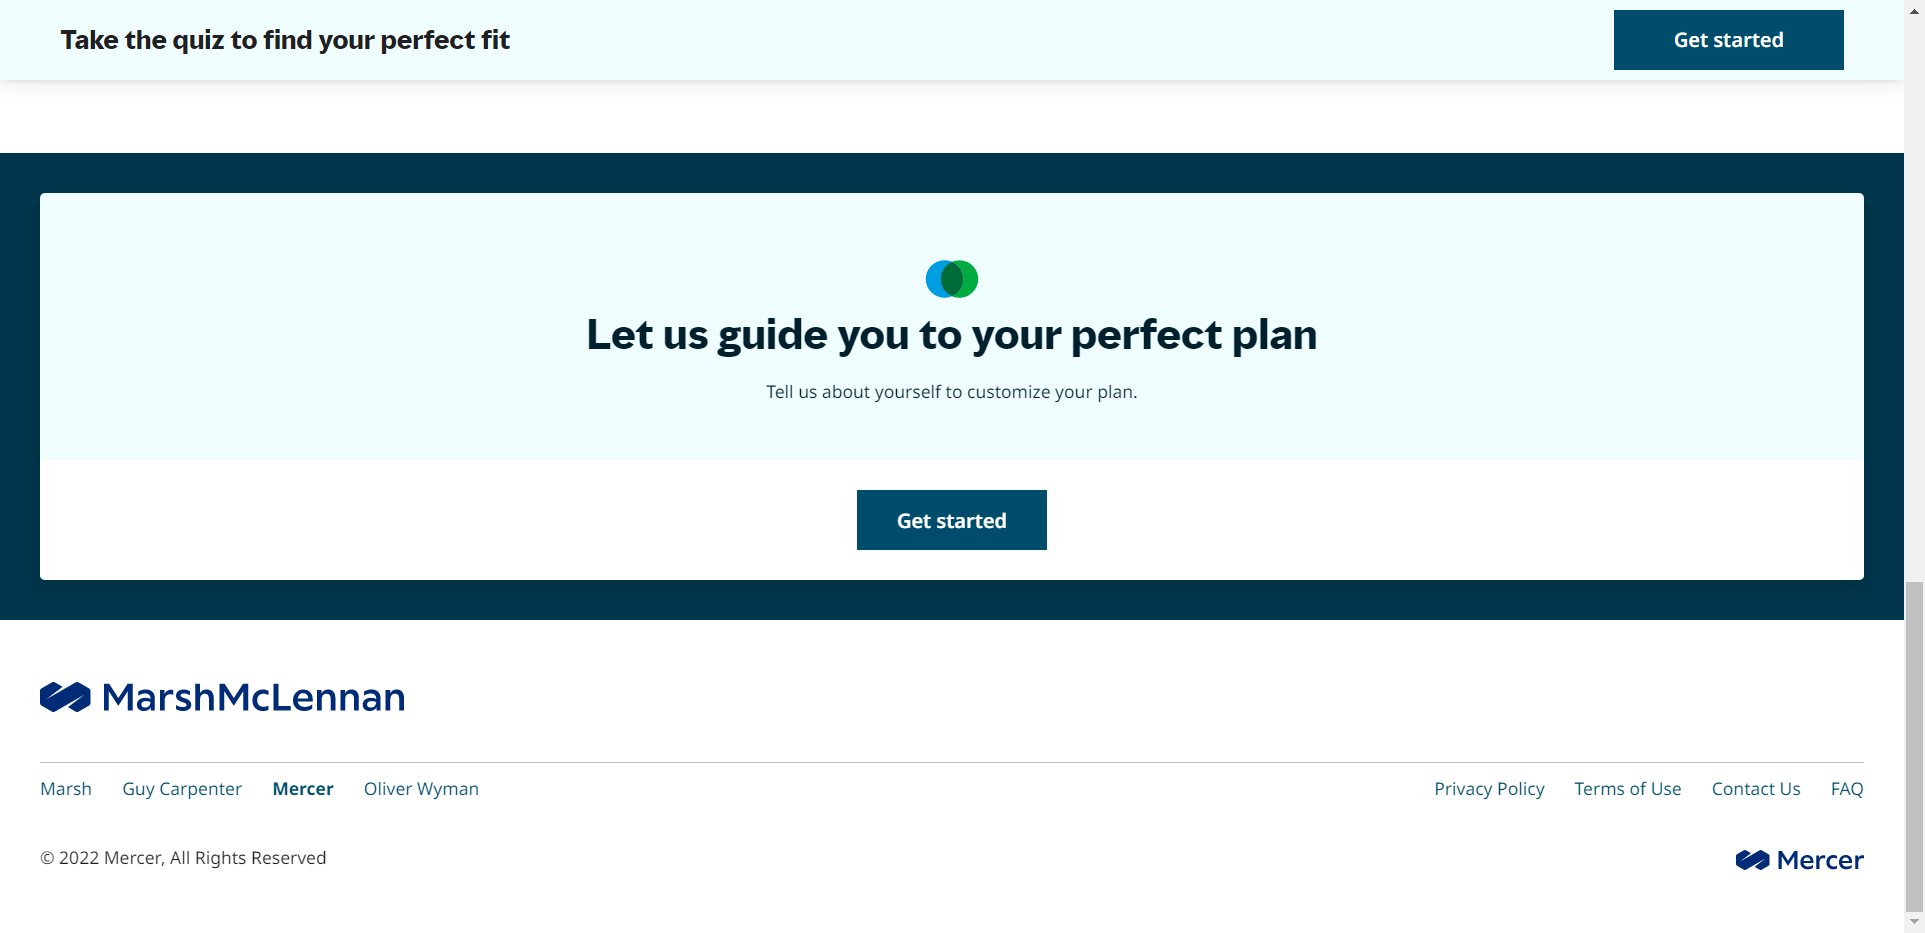 Take the quiz to find your perfect fit
Get started
Let us guide you to your perfect plan
Tell us about yourself to customize your plan.
Get started
MarshMcLennan
Marsh Guy Carpenter Mercer Oliver Wyman Privacy Policy Terms of Use Contact Us FAQ
© 2022 Mercer, All Rights Reserved
Mercer